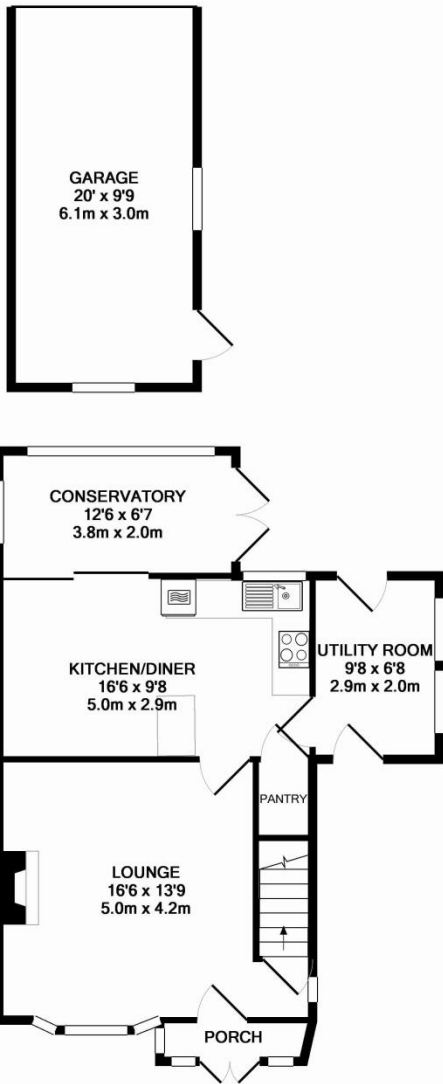 GARAGE
20' x 9'9
6.1m x 3.0m
CONSERVATORY
12'6 x 6'7
3.8m x 2.0m
KITCHEN/DINER
16'6 x 9'8
5.0m x 2.9m
UTILITY ROOM
9'8 x 6'8
2.9m x 2.0m
PANTRY
LOUNGE
16'6 x 13'9
5.0m x 4.2m
PORCH